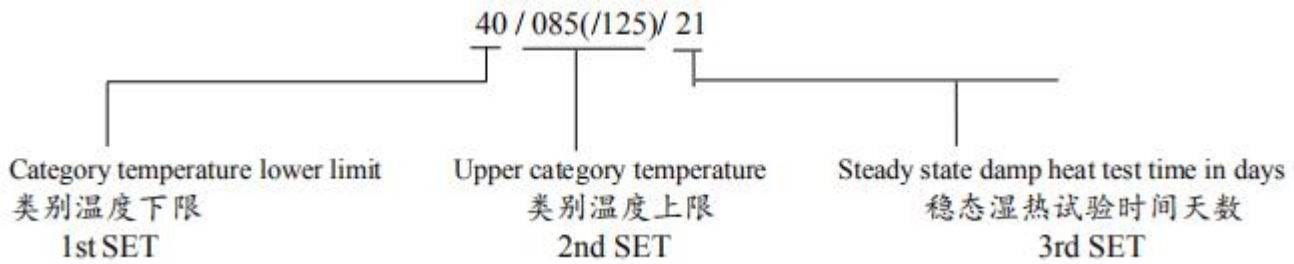 40 / 085(/125)/ 21
Category temperature lower limit
类别温度下限
1st SET
Upper category temperature
类别温度上限
2nd SET
Steady state damp heat test time in days
稳态湿热试验时间天数
3rd SET